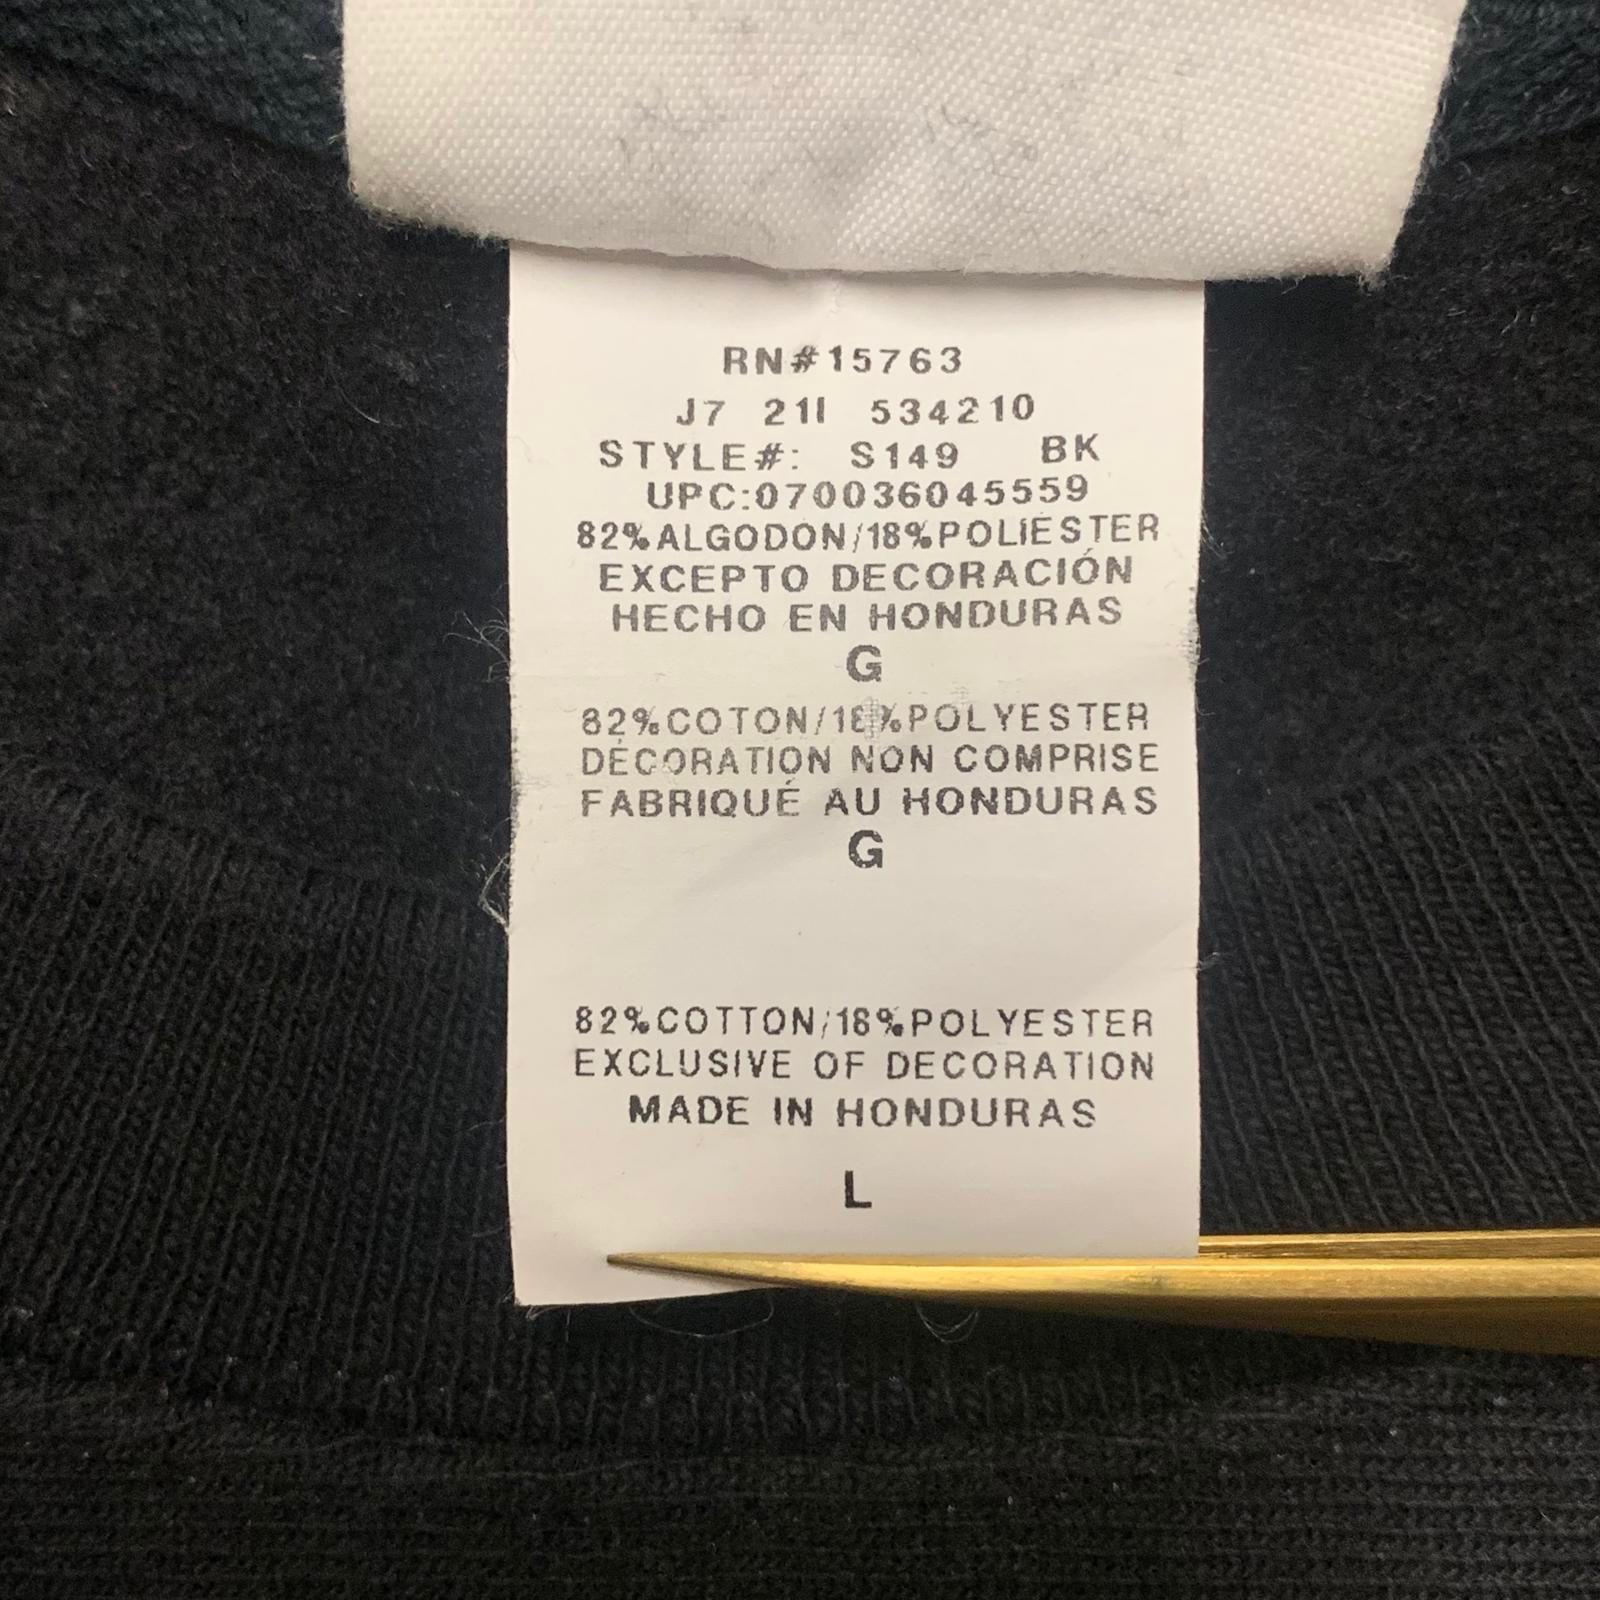 RN#15763
J7 21I 534210
STYLE#: S149 BK
UPC:070036045559
82%ALGODON/18%POLIESTER
EXCEPTO DECORACIÓN
HECHO EN HONDURAS
G
82%COTON/18%POLYESTER
DÉCORATION NON COMPRISE
FABRIQUÉ AU HONDURAS
G
82%COTTON/18%POLYESTER
EXCLUSIVE OF DECORATION
MADE IN HONDURAS
L